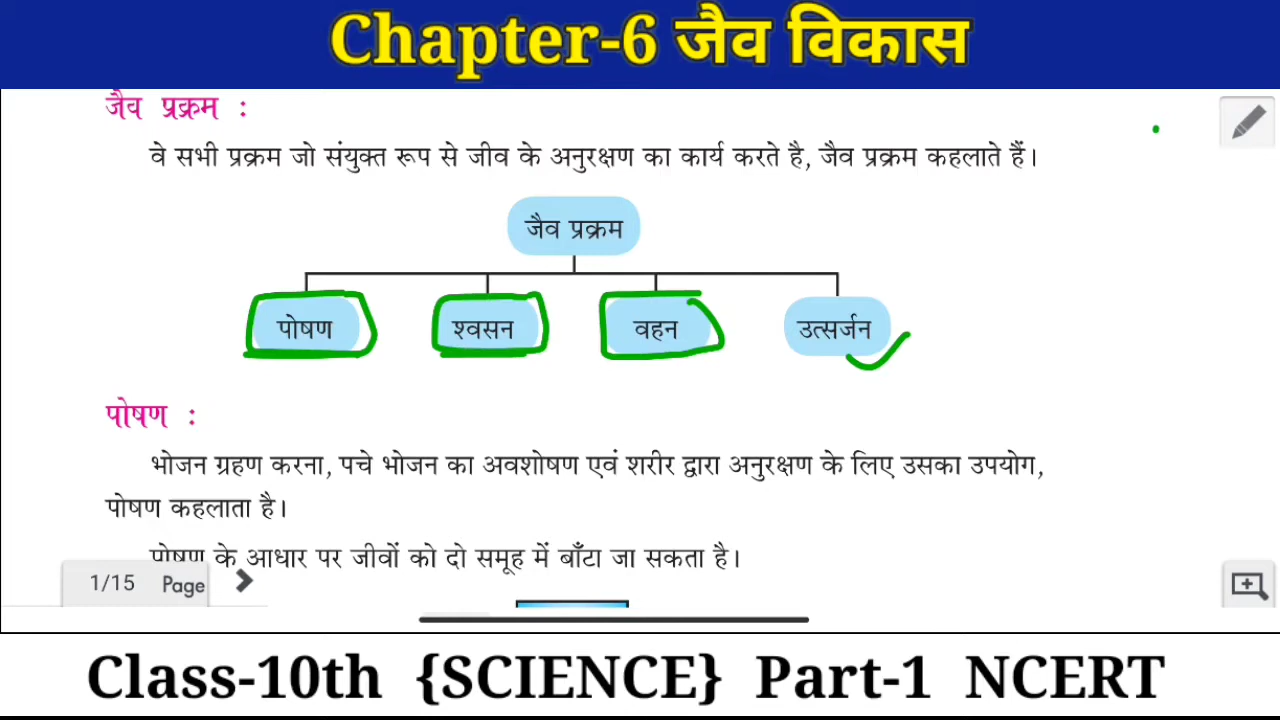 Chapter-6 जैव विकास
जैव प्रक्रम :
वे सभी प्रक्रम जो संयुक्त रूप से जीव के अनुरक्षण का कार्य करते है, जैव प्रक्रम कहलाते हैं।
जैव प्रक्रम
पोषण श्वसन वहन उत्सर्जन
पोषण :
भोजन ग्रहण करना, पचे भोजन का अवशोषण एवं शरीर द्वारा अनुरक्षण के लिए उसका उपयोग,
पोषण कहलाता है।
पोषण के आधार पर जीवों को दो समूह में बाँटा जा सकता है।
1/15 Page
Class-10th {SCIENCE} Part-1 NCERT